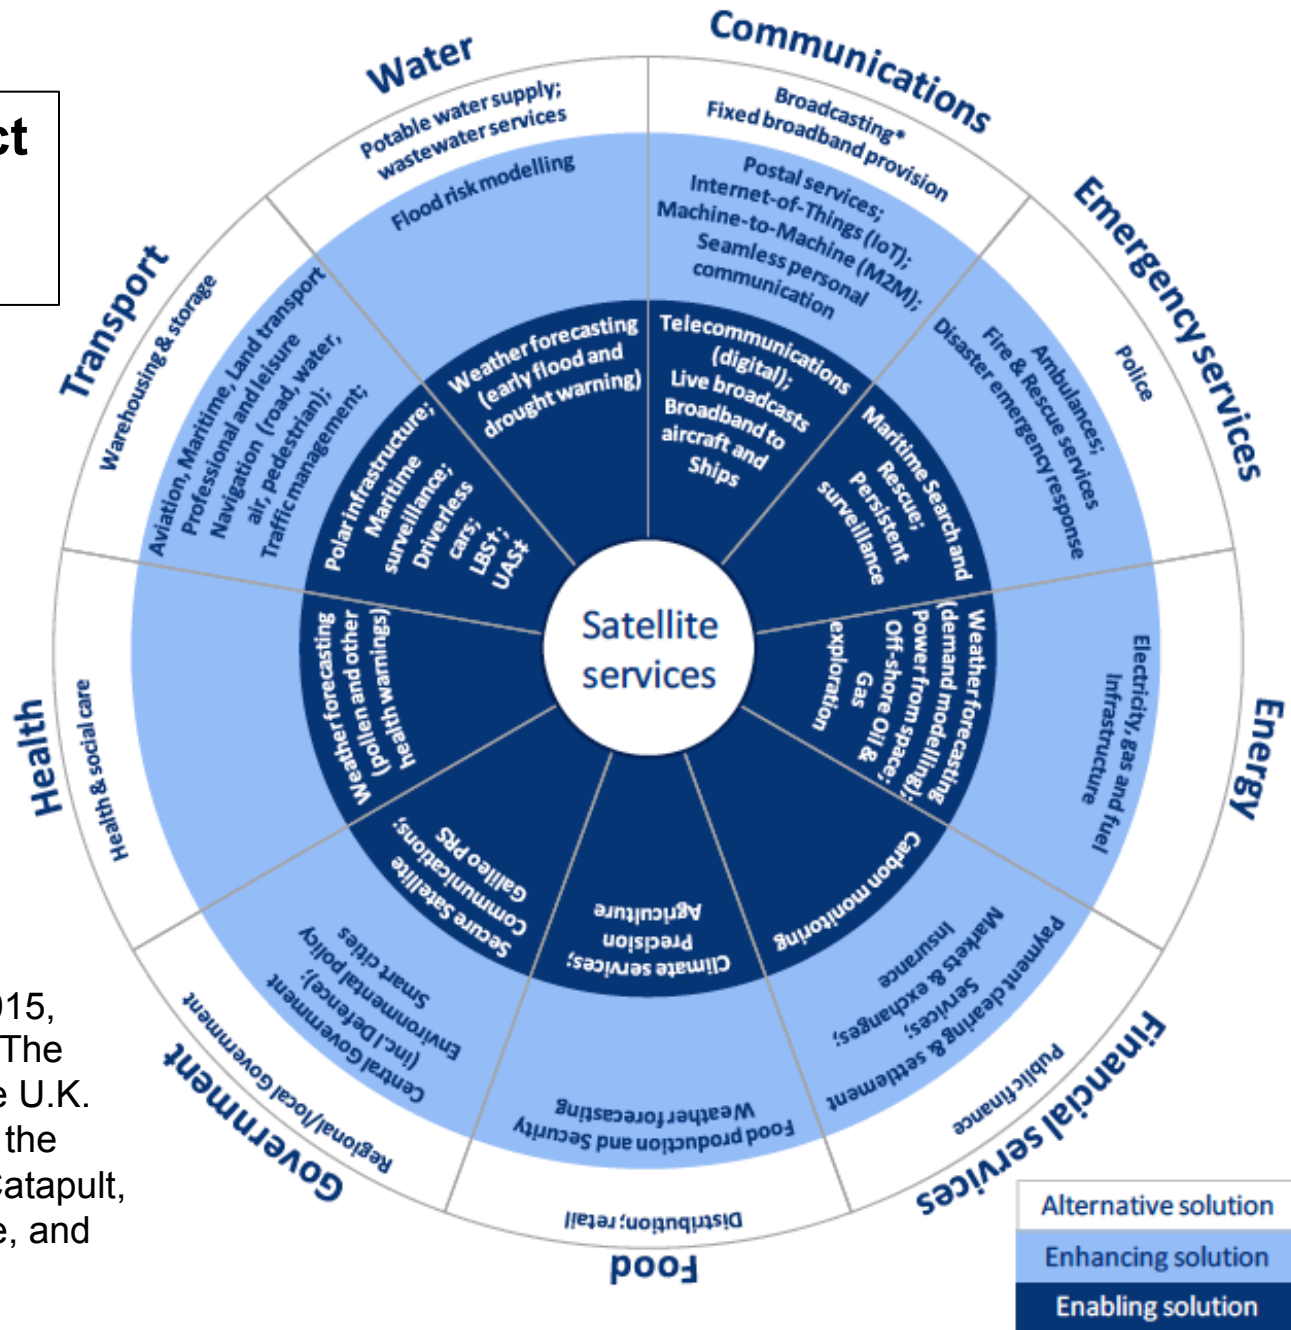 ct
015,
The
e U.K.
the
Catapult,
e, and
Water
Potable water supply;
wastewater services
Flood risk modelling
Weather forecasting
(early flood and
drought warning)
Communications
Broadcasting*
Fixed broadband provision
Postal services;
Internet-of-Things (IoT);
Machine-to-Machine (M2M);
Seamless personal
communication
Telecommunications
(digital);
Live broadcasts
Broadband to
aircraft and
Ships
Emergency services
Police
Ambulances;
Fire & Rescue services
Disaster emergency response
Maritime Search and
Rescue;
Persistent
surveillance
Energy
Electricity, gas and fuel
Infrastructure
Weather forecasting
(demand modelling);
Power from space;
Off-shore Oil &
Gas
exploration
Financial services
Public finance
Payment clearing & settlement
Services;
Markets & exchanges;
Insurance
Carbon monitoring
Food
Distribution; retail
Food production and Security
Weather forecasting
Climate services;
Precision
Agriculture
Government
Regional/local Government
Central Government
(inc.l Defence);
Environmental policy
Smart cities
Secure Satellite
Communications;
Galileo PRS
Health
Health & social care
Weather forecasting
(pollen and other
health warnings)
Transport
Warehousing & storage
Aviation, Maritime, Land transport
Professional and leisure
Navigation (road, water,
air, pedestrian);
Traffic management;
Polar infrastructure;
Maritime
surveillance;
Driverless
cars;
LBS†;
UAS‡
Satellite
services
Alternative solution
Enhancing solution
Enabling solution